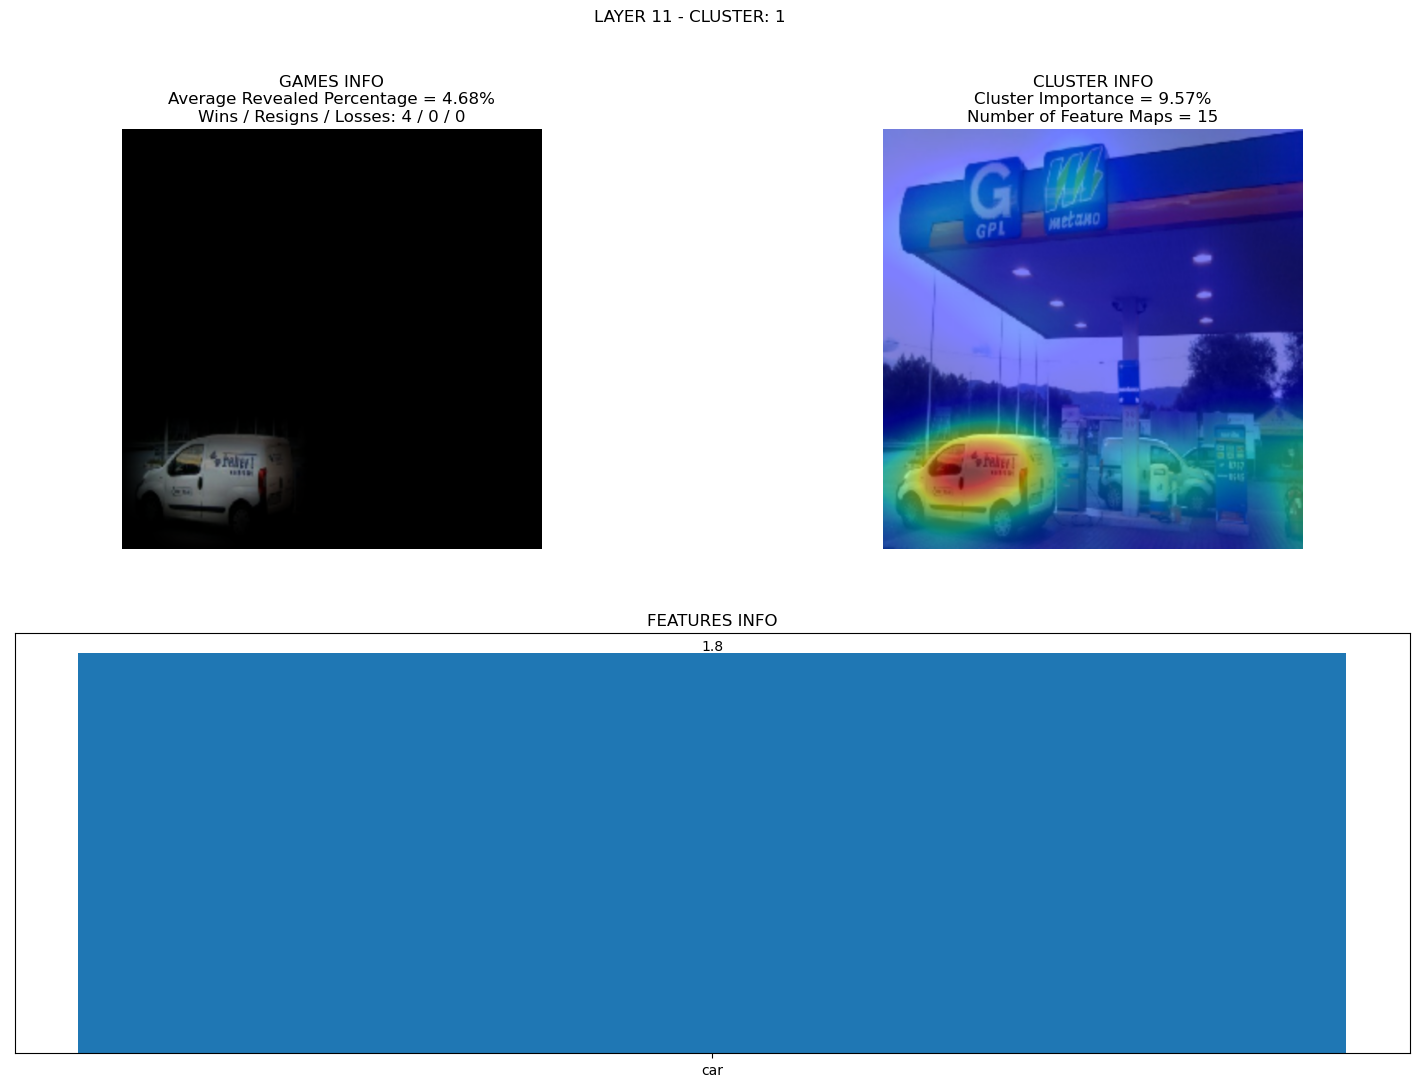 LAYER 11 - CLUSTER: 1
GAMES INFO
Average Revealed Percentage = 4.68%
Wins / Resigns / Losses: 4 / 0 / 0
CLUSTER INFO
Cluster Importance = 9.57%
Number of Feature Maps = 15
G
GPL
metano
FEATURES INFO
1.8
car